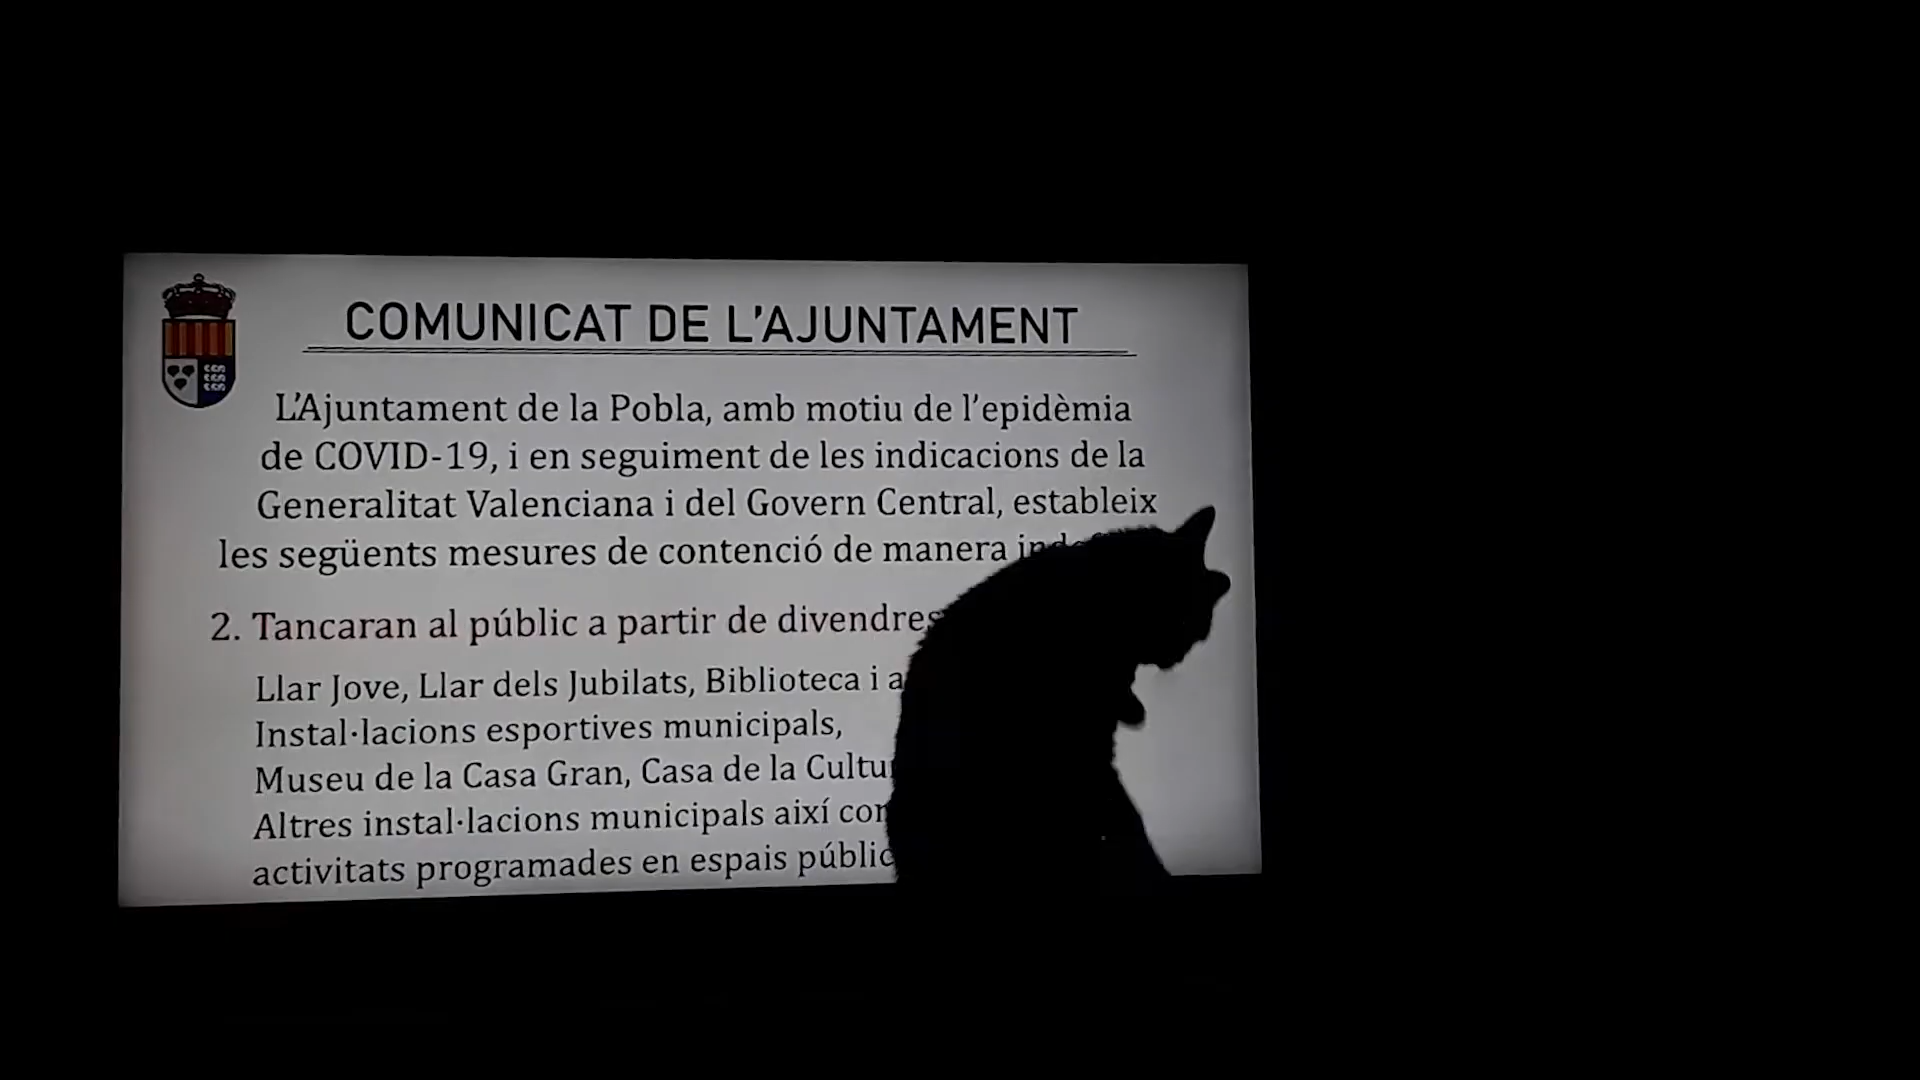 COMUNICAT DE L'AJUNTAMENT
L'Ajuntament de la Pobla, amb motiu de l'epidèmia
de COVID-19, i en seguiment de les indicacions de la
Generalitat Valenciana i del Govern Central, estableix
les següents mesures de contenció de manera
2. Tancaran al públic a partir de divendres
Llar Jove, Llar dels Jubilats, Biblioteca i
Instal·lacions esportives municipals,
Museu de la Casa Gran, Casa de la
Altres instal·lacions municipals així
activitats programades en espais